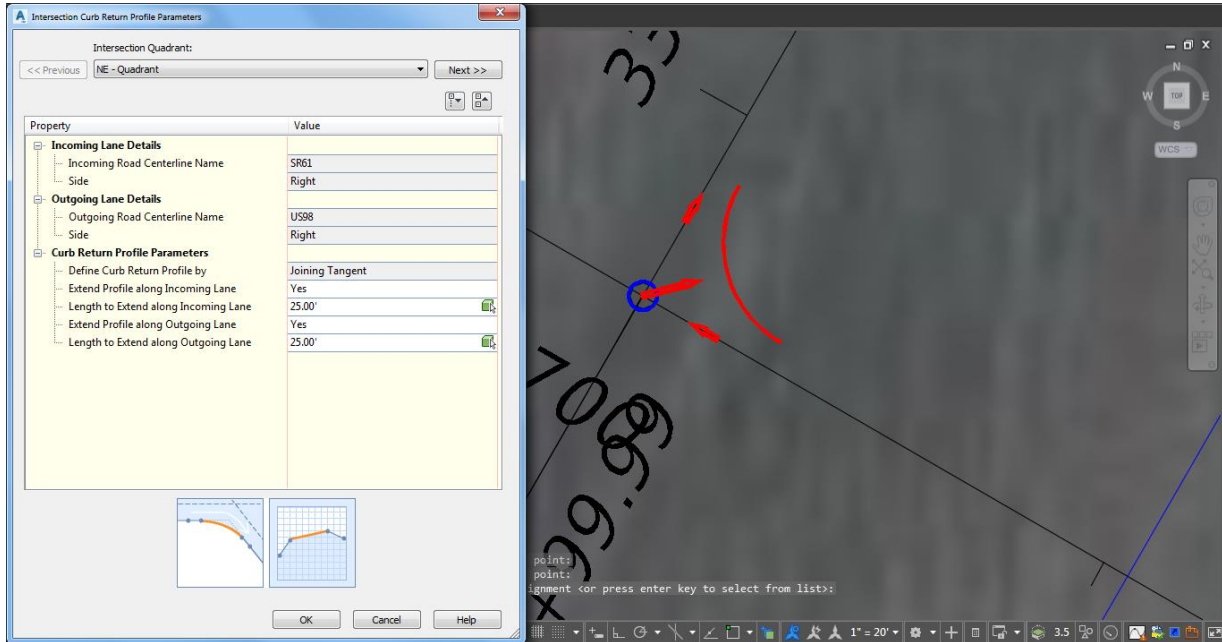 Intersection Curb Return Profile Parameters
Intersection Quadrant:
<< Previous NE - Quadrant Next >>
Property Value
Incoming Lane Details
Incoming Road Centerline Name SR61
Side Right
Outgoing Lane Details
Outgoing Road Centerline Name US98
Side Right
Curb Return Profile Parameters
Define Curb Return Profile by Joining Tangent
Extend Profile along Incoming Lane Yes
Length to Extend along Incoming Lane 25.00'
Extend Profile along Outgoing Lane Yes
Length to Extend along Outgoing Lane 25.00'
OK Cancel Help
N
W TOP E
S
WCS
point:
point:
ignment <or press enter key to select from list>:
1" = 20'
3.5